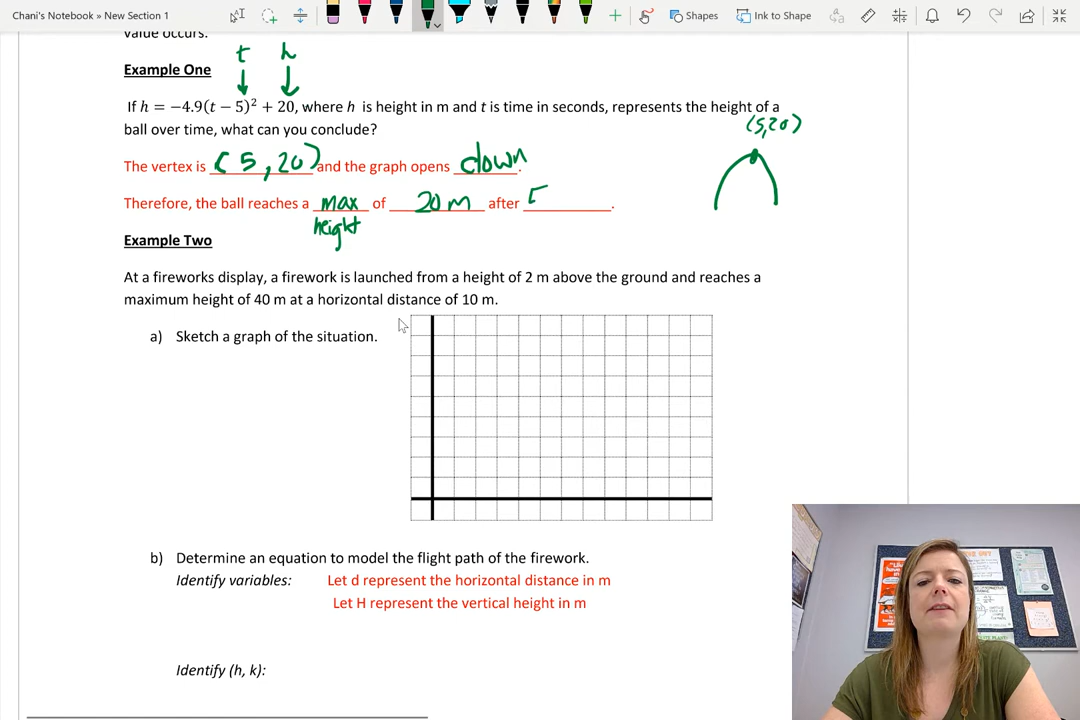 Chani's Notebook » New Section 1
Shapes
Ink to Shape
value occurs.
t h
Example One
If h = −4.9(t − 5)² + 20, where h is height in m and t is time in seconds, represents the height of a
ball over time, what can you conclude?
(5,20)
The vertex is (5, 20) and the graph opens down.
Therefore, the ball reaches a max of 20 m after 5.
height
Example Two
At a fireworks display, a firework is launched from a height of 2 m above the ground and reaches a
maximum height of 40 m at a horizontal distance of 10 m.
a) Sketch a graph of the situation.
b) Determine an equation to model the flight path of the firework.
Identify variables: Let d represent the horizontal distance in m
Let H represent the vertical height in m
Identify (h, k):